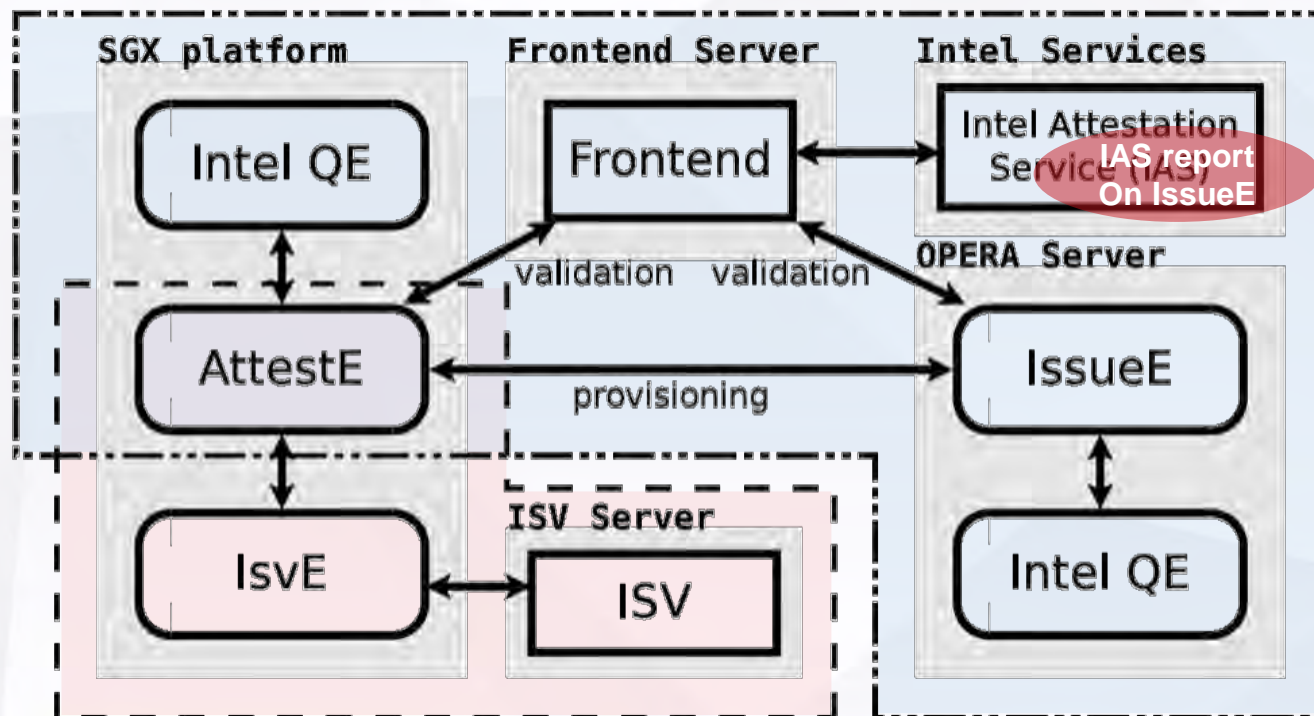 SGX platform
Frontend Server
Intel Services
Intel QE
Frontend
Intel Attestation
Service (IAS)
IAS report
On IssueE
validation
validation
OPERA Server
AttestE
provisioning
IssueE
ISV Server
IsvE
ISV
Intel QE